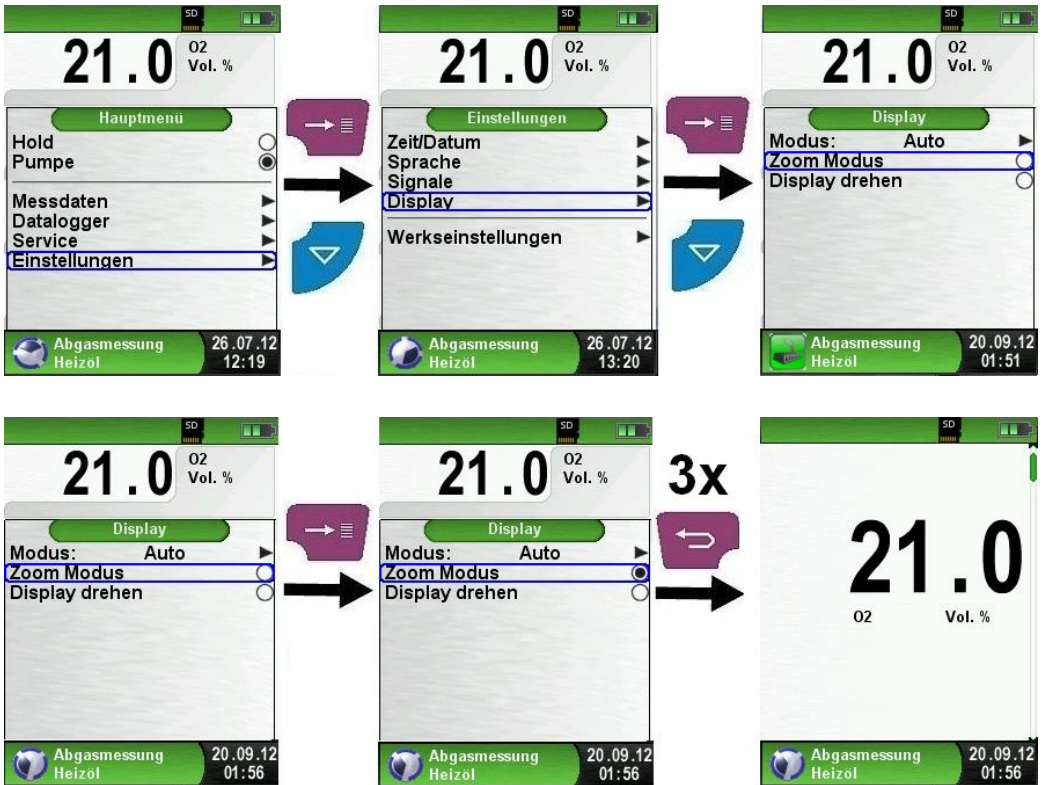 SD
21.0 O2
Vol. %
Hauptmenü
Hold
Pumpe
Messdaten
Datalogger
Service
Einstellungen
Abgasmessung 26.07.12
Heizöl 12:19
SD
21.0 O2
Vol. %
Einstellungen
Zeit/Datum
Sprache
Signale
Display
Werkseinstellungen
Abgasmessung 26.07.12
Heizöl 13:20
SD
21.0 O2
Vol. %
Display
Modus: Auto
Zoom Modus
Display drehen
Abgasmessung 20.09.12
Heizöl 01:51
SD
21.0 O2
Vol. %
Display
Modus: Auto
Zoom Modus
Display drehen
Abgasmessung 20.09.12
Heizöl 01:56
SD
21.0 O2
Vol. %
Display
Modus: Auto
Zoom Modus
Display drehen
Abgasmessung 20.09.12
Heizöl 01:56
3x
SD
21.0
O2 Vol. %
Abgasmessung 20.09.12
Heizöl 01:56